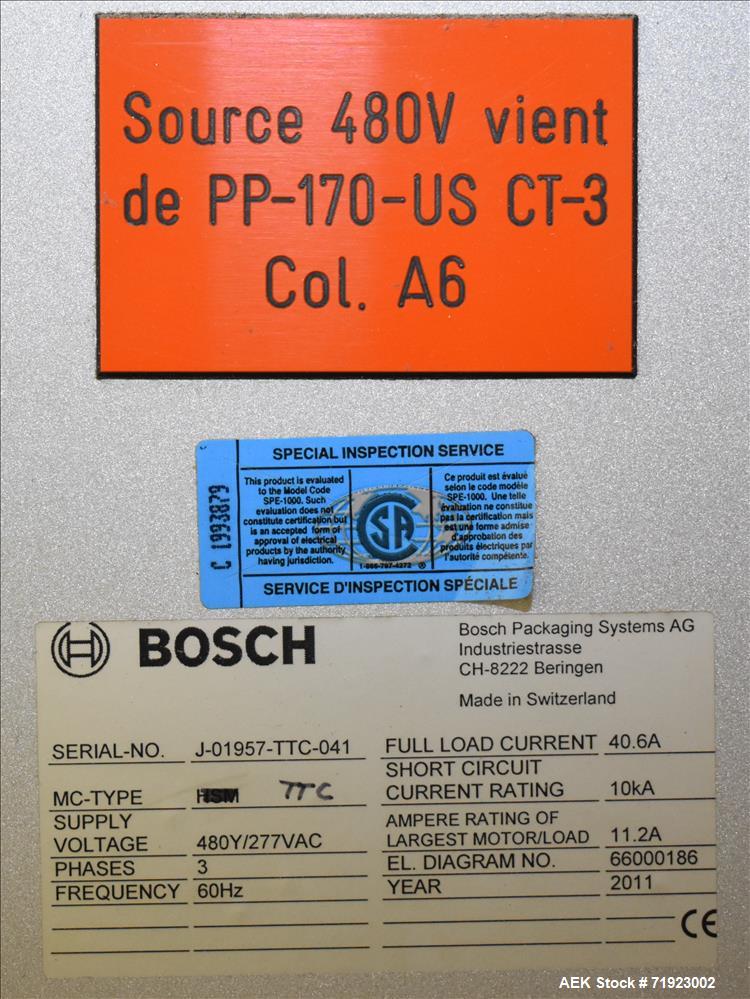 Source 480V vient
de PP-170-US CT-3
Col. A6
SPECIAL INSPECTION SERVICE
C 1993879
This product is evaluated
to the Model Code
SPE-1000. Such
evaluation does not
constitute certification but
is an accepted form of
approval of electrical
products by the authority
having jurisdiction.
CSA
1-866-797-4272 ®
Ce produit est évalué
selon le code modèle
SPE-1000. Une telle
évaluation ne constitue
pas la certification mais
est une forme admise
d'approbation des
produits électriques par
l'autorité compétente.
SERVICE D'INSPECTION SPÉCIALE
BOSCH
Bosch Packaging Systems AG
Industriestrasse
CH-8222 Beringen
Made in Switzerland
SERIAL-NO. J-01957-TTC-041
MC-TYPE HSM TTC
SUPPLY
VOLTAGE 480Y/277VAC
PHASES 3
FREQUENCY 60Hz
FULL LOAD CURRENT 40.6A
SHORT CIRCUIT
CURRENT RATING 10kA
AMPERE RATING OF
LARGEST MOTOR/LOAD 11.2A
EL. DIAGRAM NO. 66000186
YEAR 2011
CE
AEK Stock # 71923002